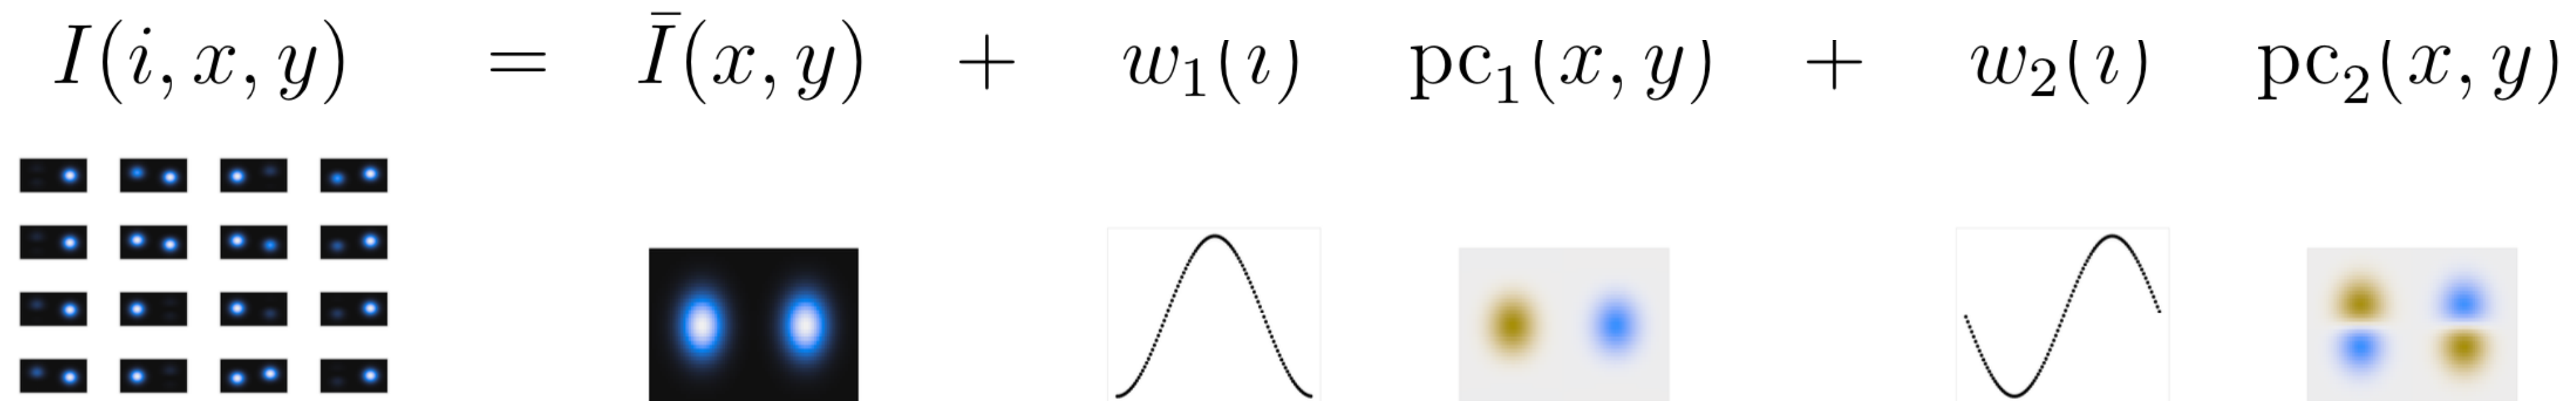 I(i, x, y) = Ī(x, y) + w₁(ı) pc₁(x, y) + w₂(ı) pc₂(x, y)